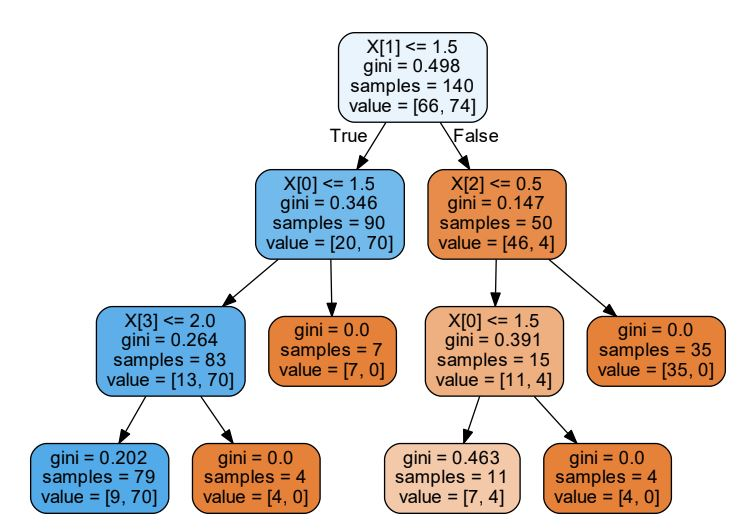 X[1] <= 1.5
gini = 0.498
samples = 140
value = [66, 74]
True
False
X[0] <= 1.5
gini = 0.346
samples = 90
value = [20, 70]
X[2] <= 0.5
gini = 0.147
samples = 50
value = [46, 4]
X[3] <= 2.0
gini = 0.264
samples = 83
value = [13, 70]
gini = 0.0
samples = 7
value = [7, 0]
X[0] <= 1.5
gini = 0.391
samples = 15
value = [11, 4]
gini = 0.0
samples = 35
value = [35, 0]
gini = 0.202
samples = 79
value = [9, 70]
gini = 0.0
samples = 4
value = [4, 0]
gini = 0.463
samples = 11
value = [7, 4]
gini = 0.0
samples = 4
value = [4, 0]